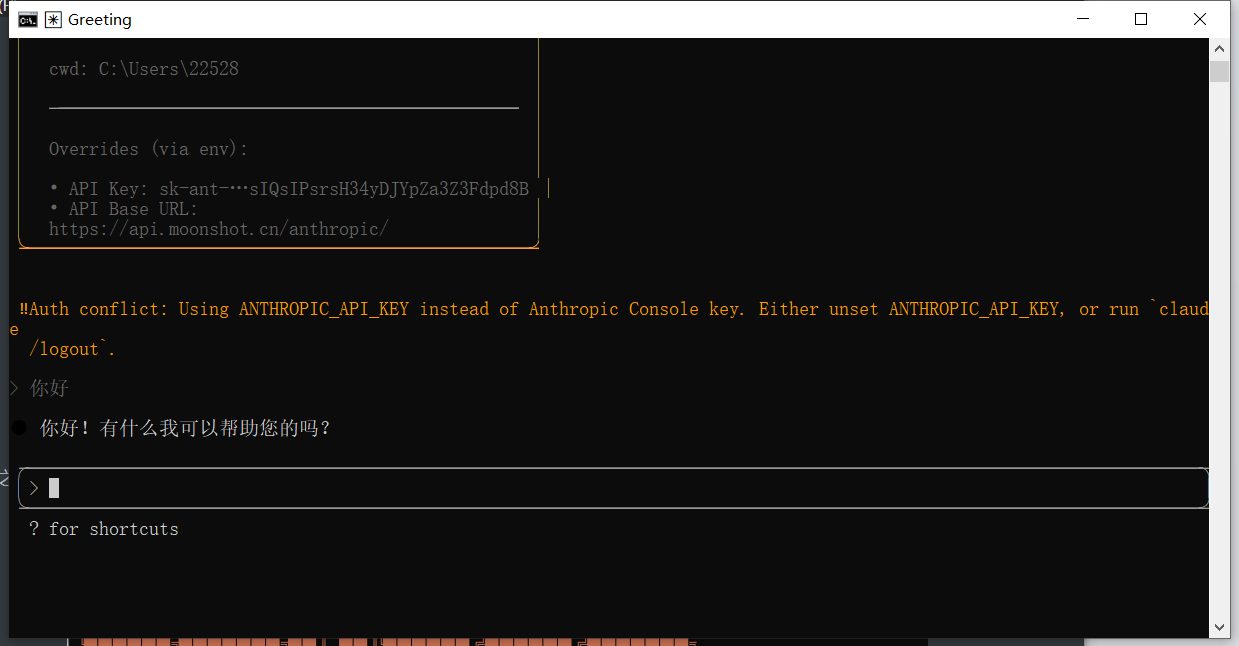 Greeting
cwd: C:\Users\22528
Overrides (via env):
• API Key: sk-ant-…sIQsIPsrsH34yDJYpZa3Z3Fdpd8B
• API Base URL:
https://api.moonshot.cn/anthropic/
‼Auth conflict: Using ANTHROPIC_API_KEY instead of Anthropic Console key. Either unset ANTHROPIC_API_KEY, or run `claud
e
/logout`.
> 你好
● 你好！有什么我可以帮助您的吗？
>
? for shortcuts